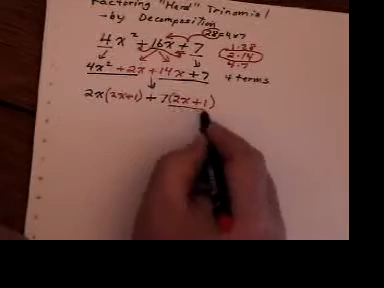 Factoring "Hard" Trinomial
→ by Decomposition
28 = 4 x 7
4x² + 16x + 7
1 · 28
2 · 14
4 · 7
4x² + 2x + 14x + 7
4 terms
2x(2x+1) + 7(2x+1)